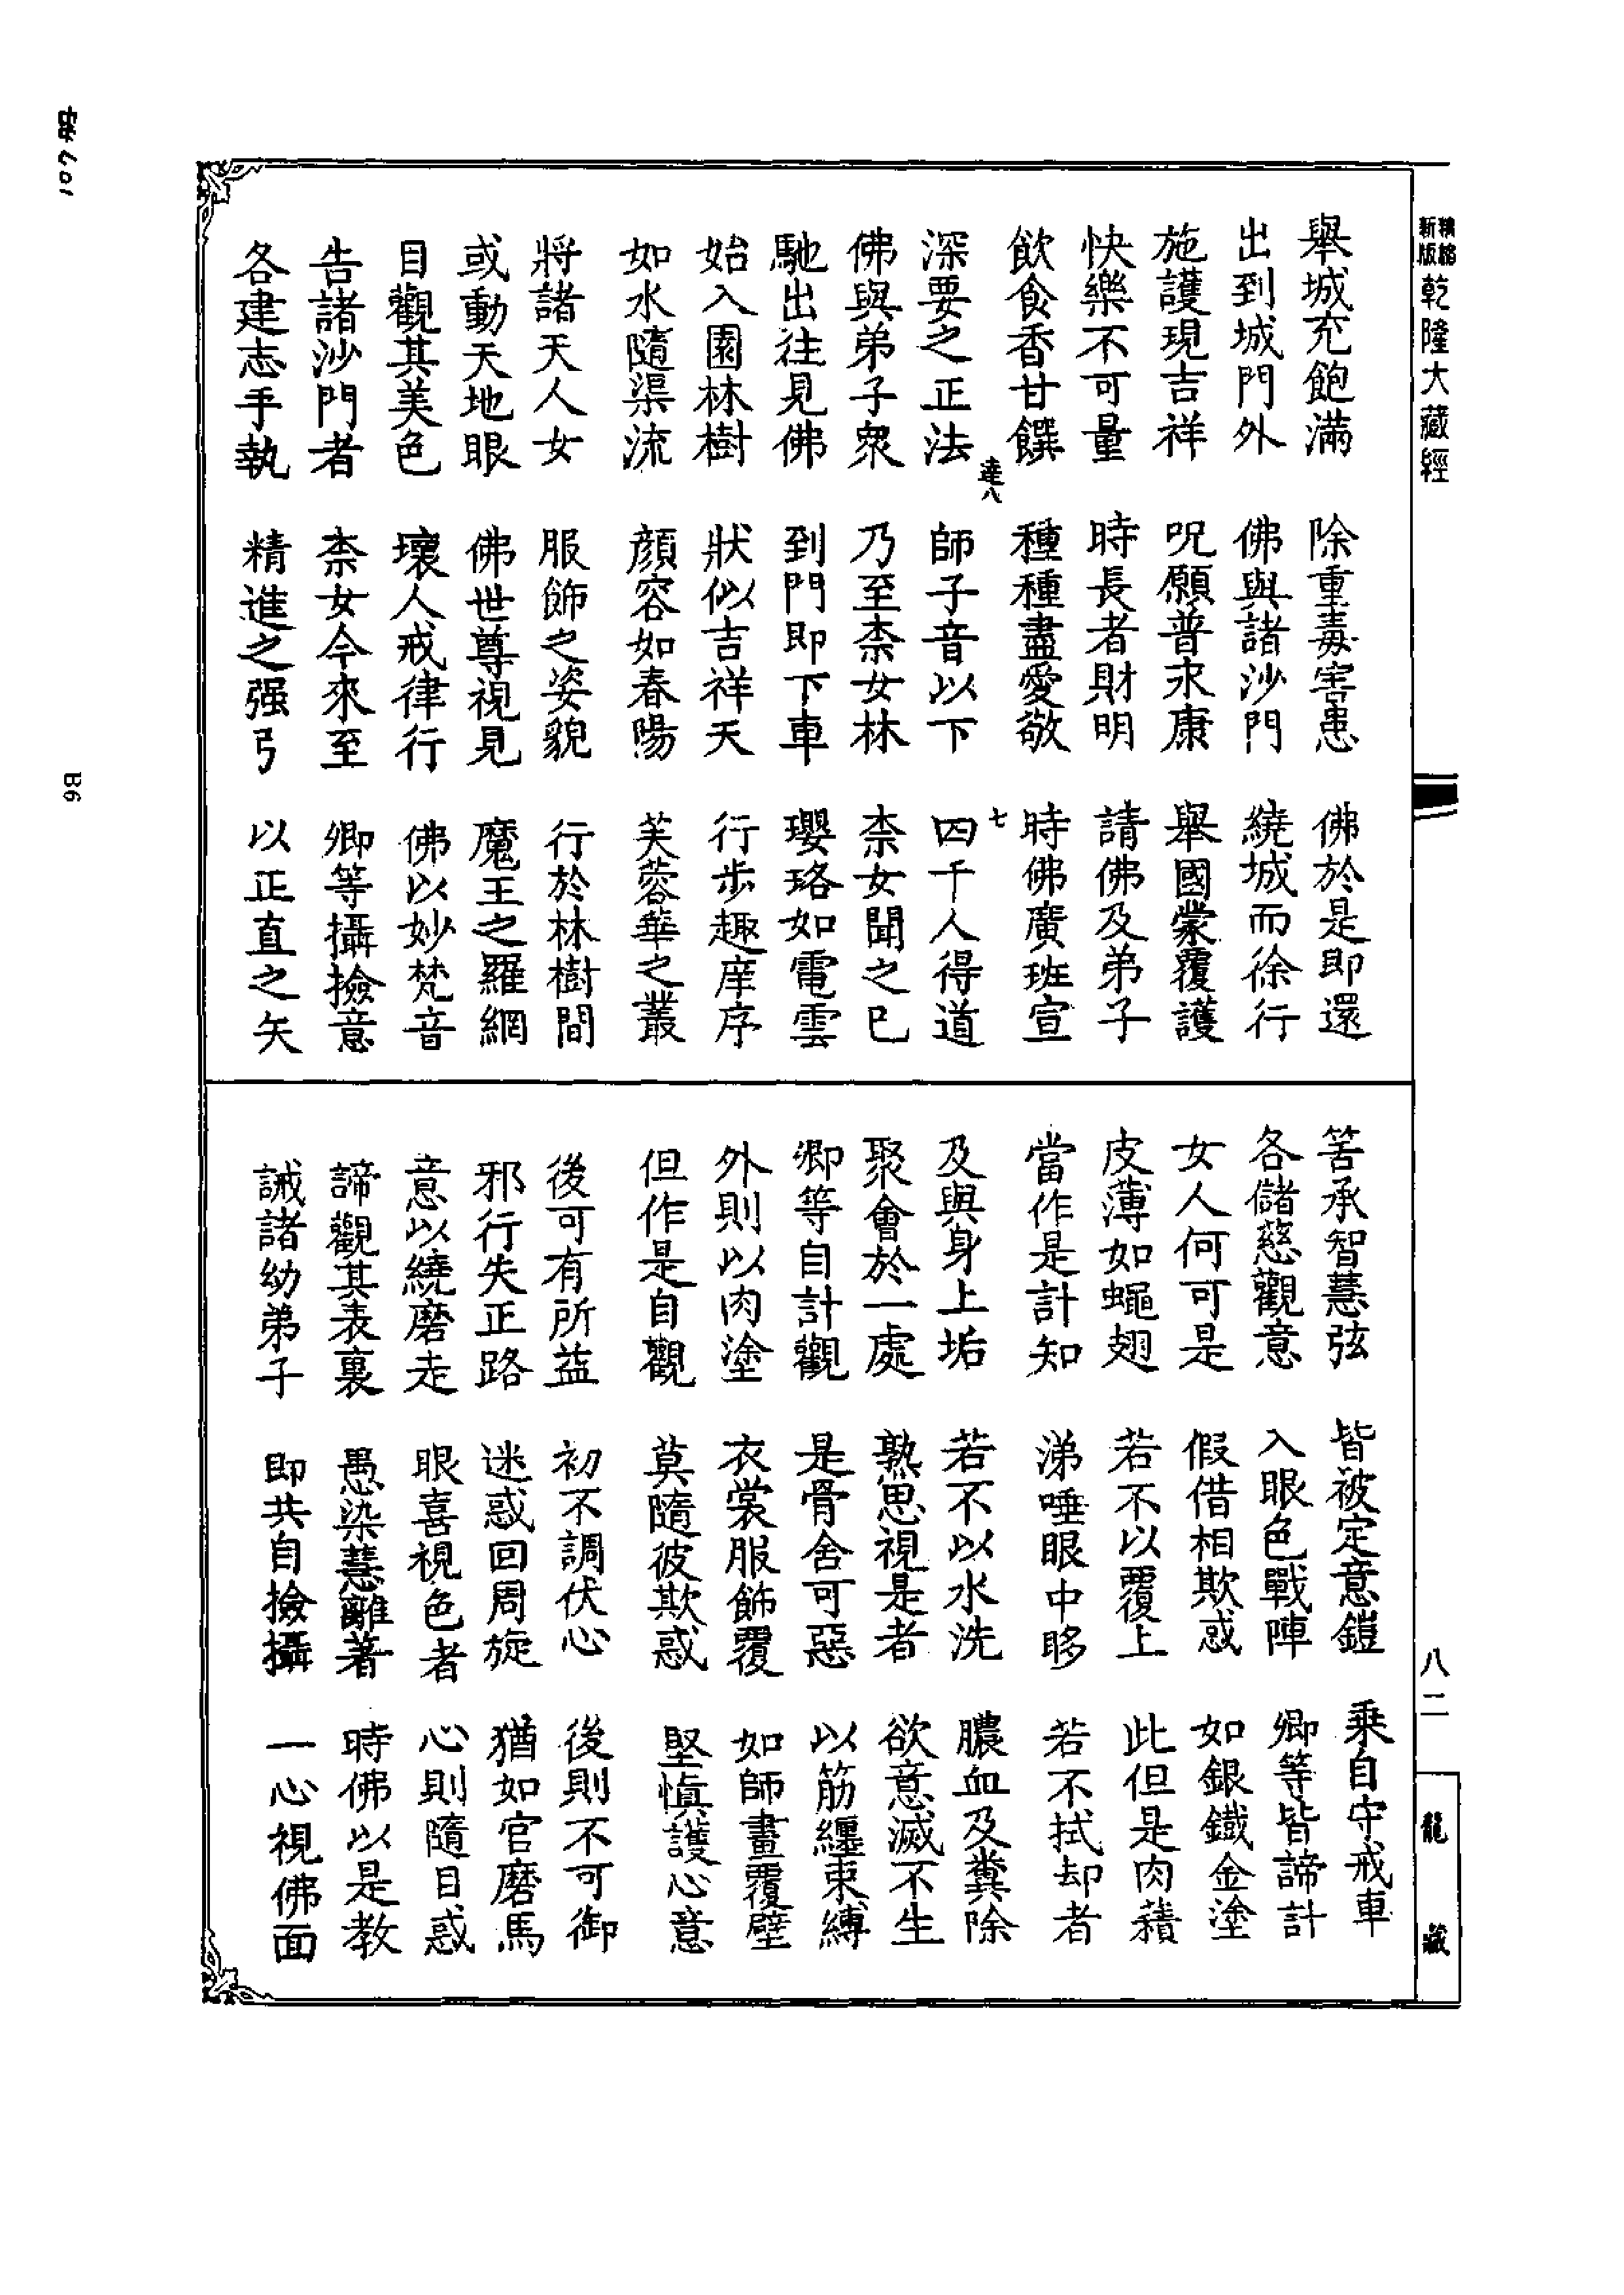 新版精縮
乾隆大藏經
舉城充飽滿　除重毒害患　佛於是即還
出到城門外　佛與諸沙門　繞城而徐行
施護現吉祥　呪願普永康　舉國蒙覆護
快樂不可量　時長者財明　請佛及弟子
飲食香甘饌　種種盡愛敬　時佛廣班宣
達八　七
深要之正法　師子音以下　四千人得道
佛與弟子衆　乃至柰女林　柰女聞之已
馳出往見佛　到門即下車　瓔珞如電雲
始入園林樹　狀似吉祥天　行步趣庠序
如水隨渠流　顏容如春陽　芙蓉華之叢
將諸天人女　服飾之姿貌　行於林樹間
或動天地眼　佛世尊視見　魔王之羅網
目觀其美色　壞人戒律行　佛以妙梵音
告諸沙門者　柰女今來至　卿等攝撿意
各建志手執　精進之强弓　以正直之矢
筈承智慧弦　皆被定意鎧　乘自守戒車
各儲慈觀意　入眼色戰陣　卿等皆諦計
女人何可是　假借相欺惑　如銀鐵金塗
皮薄如蠅翅　若不以覆上　此但是肉積
當作是計知　涕唾眼中眵　若不拭却者
及與身上垢　若不以水洗　膿血及糞除
聚會於一處　熟思視是者　欲意滅不生
卿等自計觀　是骨舍可惡　以筋纏束縛
外則以肉塗　衣裳服飾覆　如師畫覆壁
但作是自觀　莫隨彼欺惑　堅慎護心意
後可有所益　初不調伏心　後則不可御
邪行失正路　迷惑回周旋　猶如官磨馬
意以繞磨走　眼喜視色者　心則隨目惑
諦觀其表裏　愚染慧離著　時佛以是教
誡諸幼弟子　即共自撿攝　一心視佛面
八二
龍藏
B6